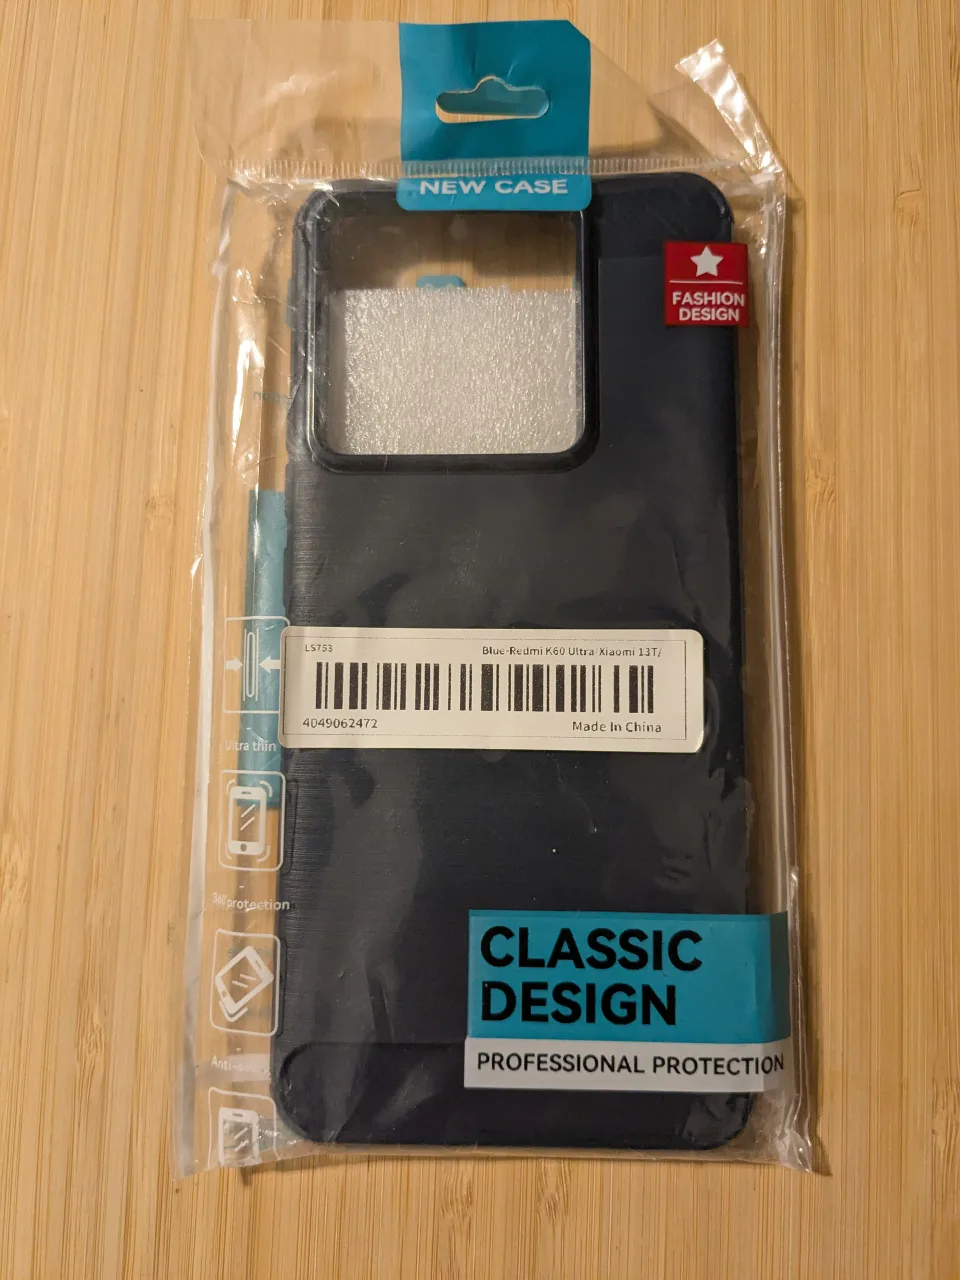 NEW CASE
FASHION
DESIGN
LS753
Blue-Redmi K60 Ultra/Xiaomi 13T/
4049062472
Made In China
Ultra thin
360 protection
CLASSIC
DESIGN
PROFESSIONAL PROTECTION
Anti-